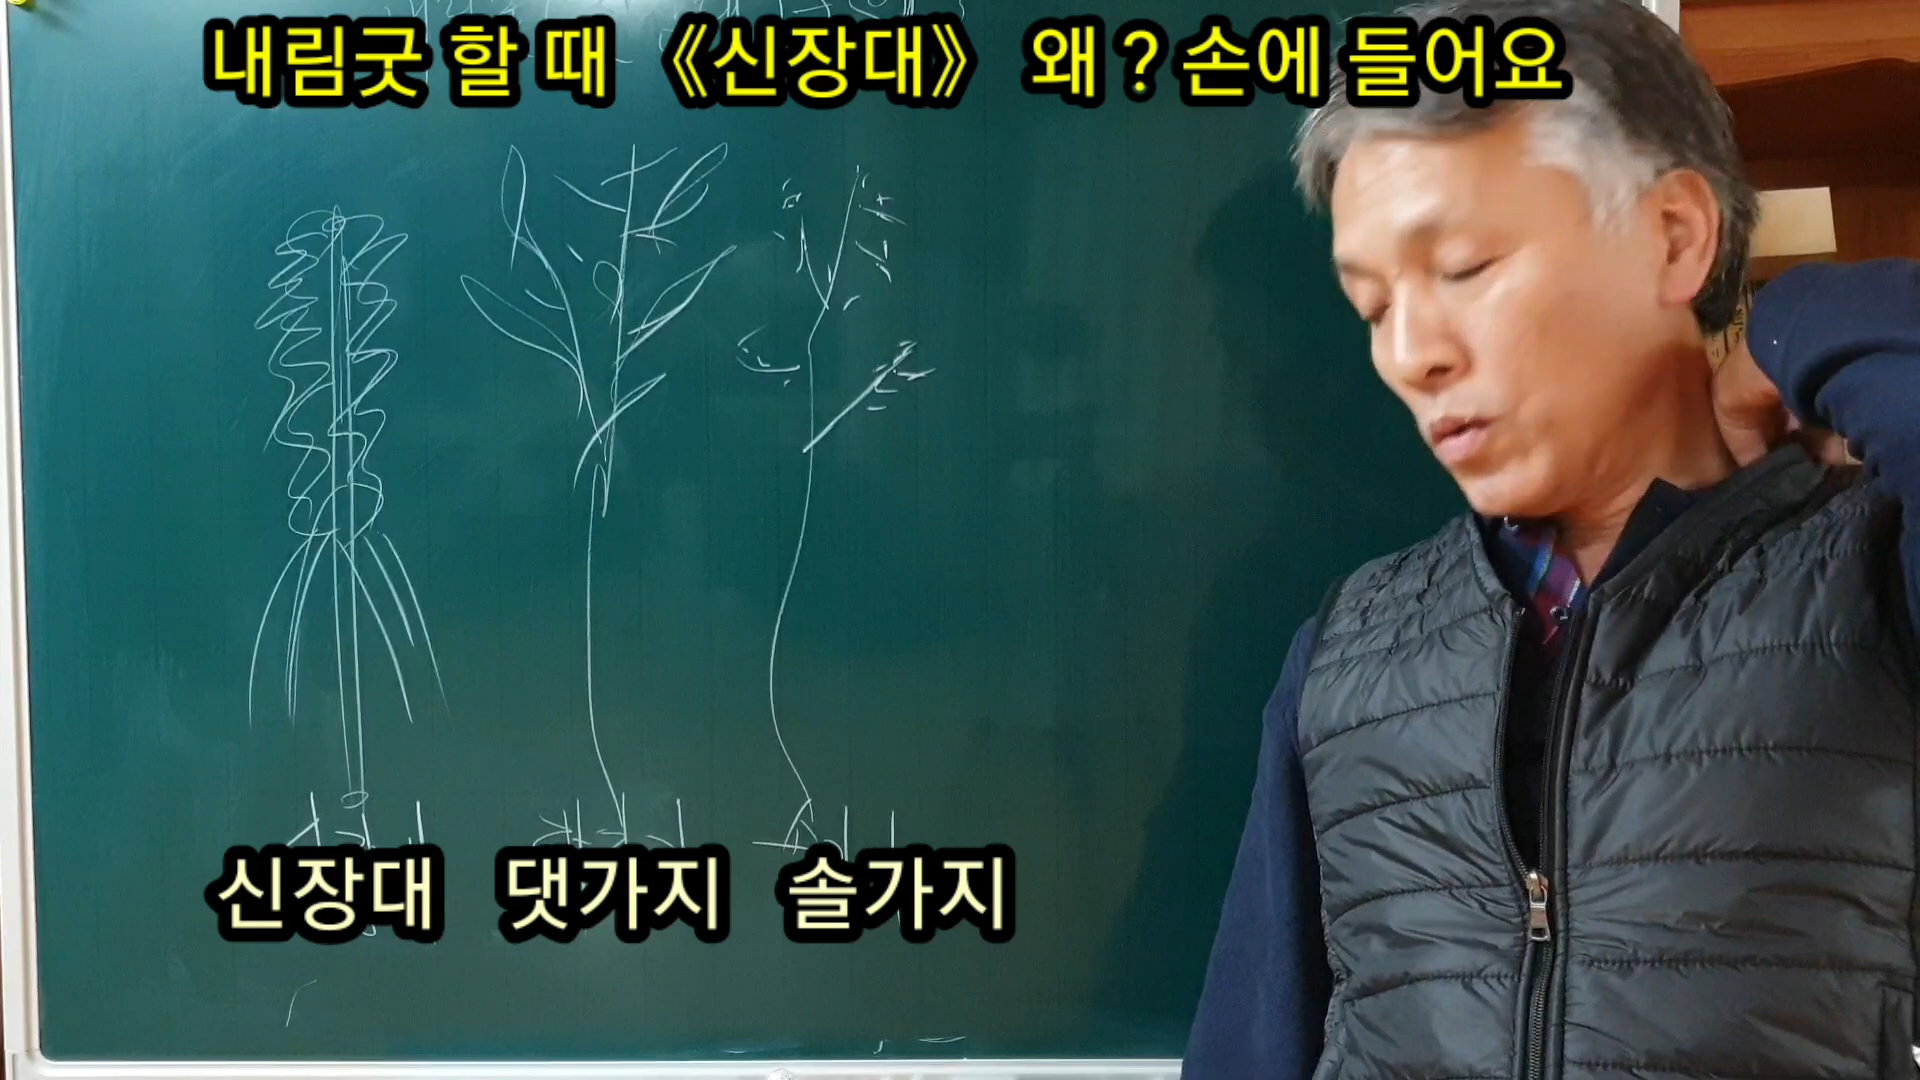 내림굿 할 때 《신장대》 왜 ? 손에 들어요
신장대 댓가지 솔가지